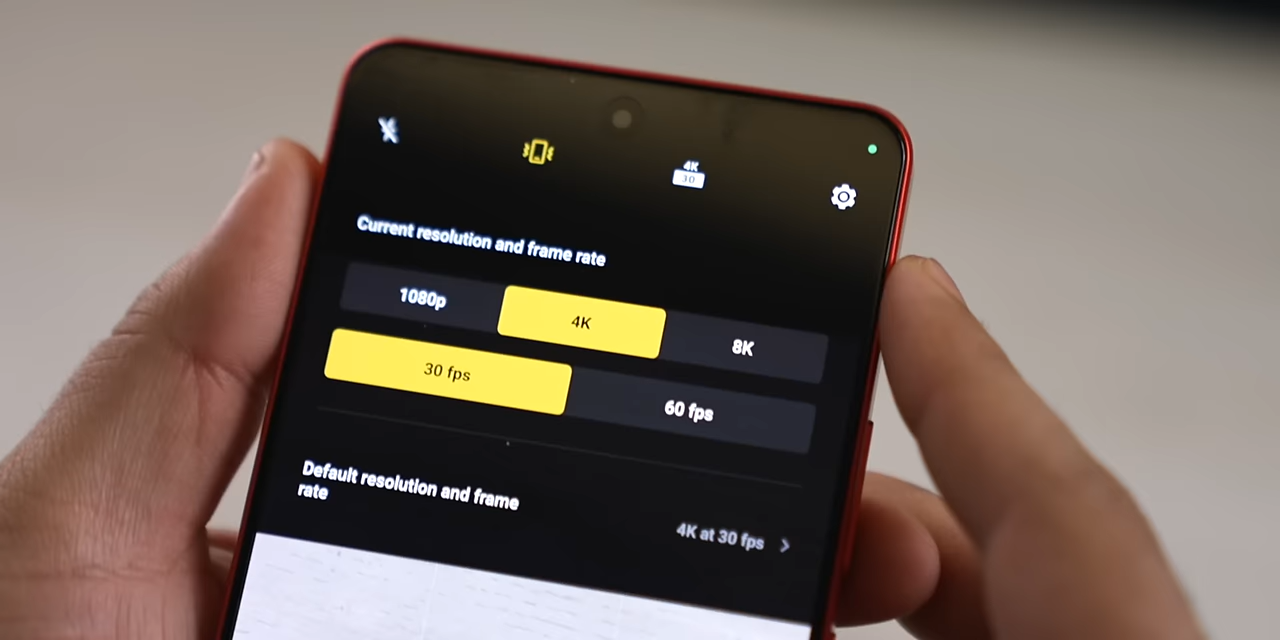 4K
30
Current resolution and frame rate
1080p
4K
8K
30 fps
60 fps
Default resolution and frame
rate
4K at 30 fps